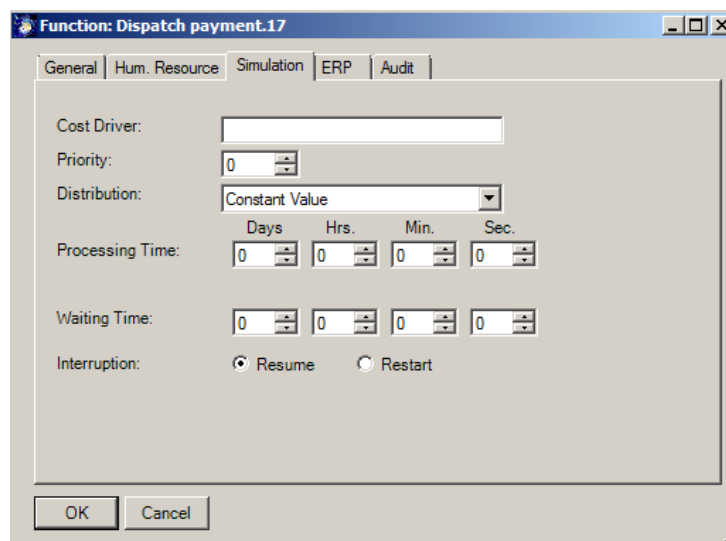 Function: Dispatch payment.17
General Hum. Resource Simulation ERP Audit
Cost Driver:
Priority: 0
Distribution: Constant Value
Days Hrs. Min. Sec.
Processing Time: 0 0 0 0
Waiting Time: 0 0 0 0
Interruption: Resume Restart
OK Cancel